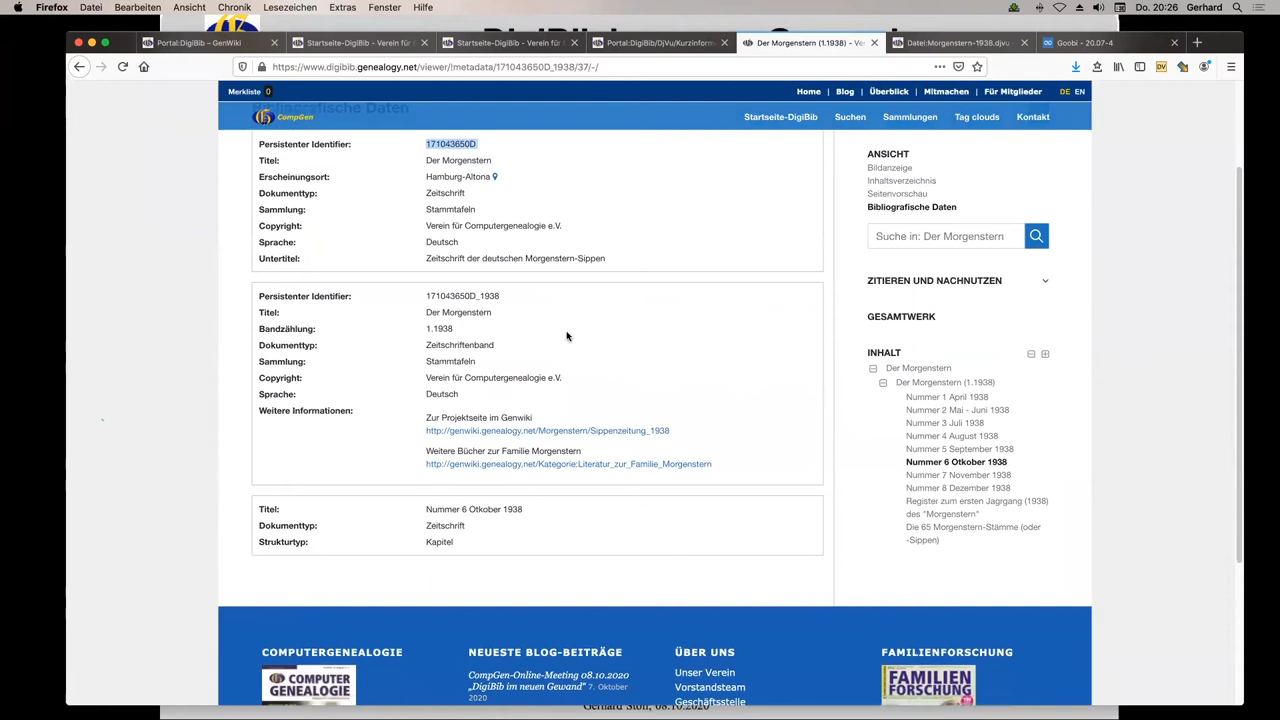 Firefox Datei Bearbeiten Ansicht Chronik Lesezeichen Extras Fenster Hilfe Do. 20:26 Gerhard
Portal:DigiBib – GenWiki
Startseite-DigiBib - Verein für
Startseite-DigiBib - Verein für
Portal:DigiBib/DjVu/Kurzinform
Der Morgenstern (1.1938) - Ve
Datei:Morgenstern-1938.djvu
Goobi - 20.07-4
https://www.digibib.genealogy.net/viewer/!metadata/171043650D_1938/37/-/
Merkliste 0
Home Blog Überblick Mitmachen Für Mitglieder DE EN
Bibliografische Daten
CompGen
Startseite-DigiBib Suchen Sammlungen Tag clouds Kontakt
Persistenter Identifier: 171043650D
Titel: Der Morgenstern
Erscheinungsort: Hamburg-Altona
Dokumenttyp: Zeitschrift
Sammlung: Stammtafeln
Copyright: Verein für Computergenealogie e.V.
Sprache: Deutsch
Untertitel: Zeitschrift der deutschen Morgenstern-Sippen
Persistenter Identifier: 171043650D_1938
Titel: Der Morgenstern
Bandzählung: 1.1938
Dokumenttyp: Zeitschriftenband
Sammlung: Stammtafeln
Copyright: Verein für Computergenealogie e.V.
Sprache: Deutsch
Weitere Informationen:
Zur Projektseite im Genwiki
http://genwiki.genealogy.net/Morgenstern/Sippenzeitung_1938
Weitere Bücher zur Familie Morgenstern
http://genwiki.genealogy.net/Kategorie:Literatur_zur_Familie_Morgenstern
Titel: Nummer 6 Otkober 1938
Dokumenttyp: Zeitschrift
Strukturtyp: Kapitel
ANSICHT
Bildanzeige
Inhaltsverzeichnis
Seitenvorschau
Bibliografische Daten
Suche in: Der Morgenstern
ZITIEREN UND NACHNUTZEN
GESAMTWERK
INHALT
Der Morgenstern
Der Morgenstern (1.1938)
Nummer 1 April 1938
Nummer 2 Mai - Juni 1938
Nummer 3 Juli 1938
Nummer 4 August 1938
Nummer 5 September 1938
Nummer 6 Otkober 1938
Nummer 7 November 1938
Nummer 8 Dezember 1938
Register zum ersten Jagrgang (1938)
des "Morgenstern"
Die 65 Morgenstern-Stämme (oder
-Sippen)
COMPUTERGENEALOGIE
COMPUTER
GENEALOGIE
NEUESTE BLOG-BEITRÄGE
CompGen-Online-Meeting 08.10.2020
„DigiBib im neuen Gewand“ 7. Oktober
2020
ÜBER UNS
Unser Verein
Vorstandsteam
Geschäftsstelle
FAMILIENFORSCHUNG
FAMILIEN
FORSCHUNG
Gerhard Stoll, 08.10.2020